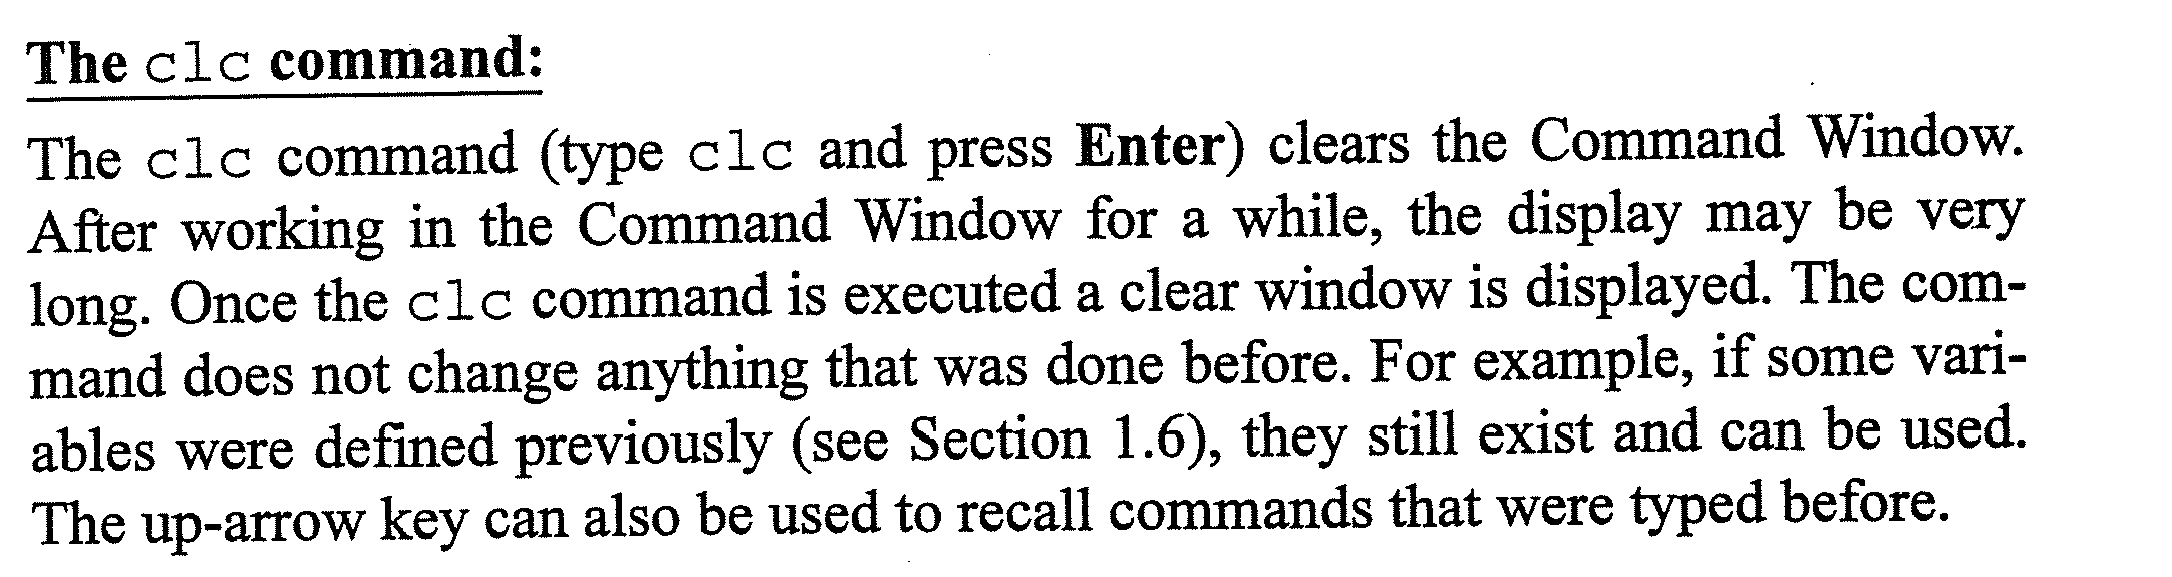 The clc command:
The clc command (type clc and press Enter) clears the Command Window.
After working in the Command Window for a while, the display may be very
long. Once the clc command is executed a clear window is displayed. The com-
mand does not change anything that was done before. For example, if some vari-
ables were defined previously (see Section 1.6), they still exist and can be used.
The up-arrow key can also be used to recall commands that were typed before.